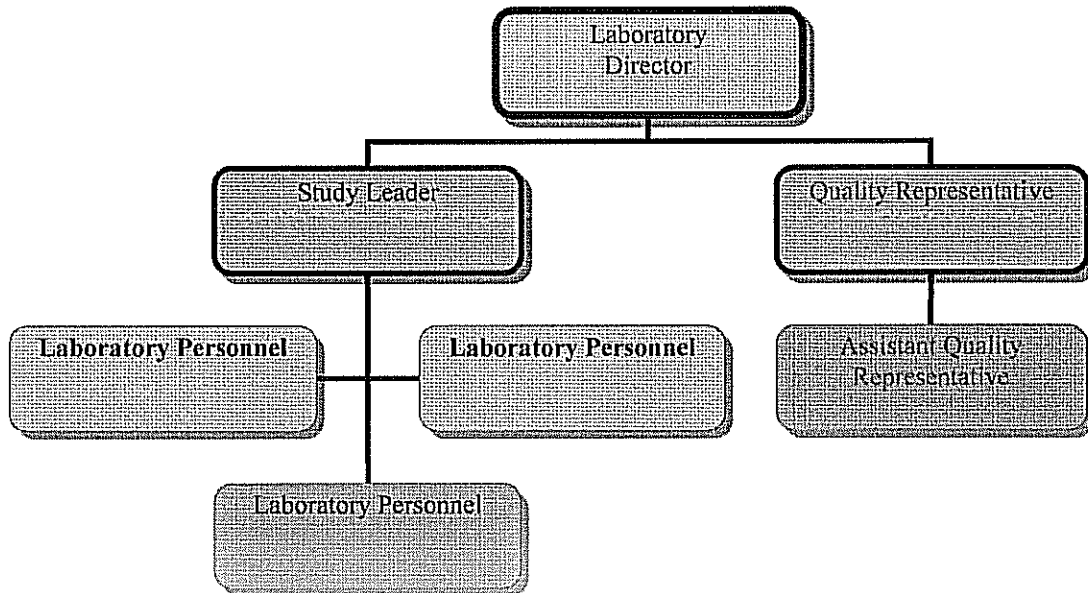 Laboratory
Director
Study Leader
Quality Representative
Laboratory Personnel
Laboratory Personnel
Assistant Quality
Representative
Laboratory Personnel